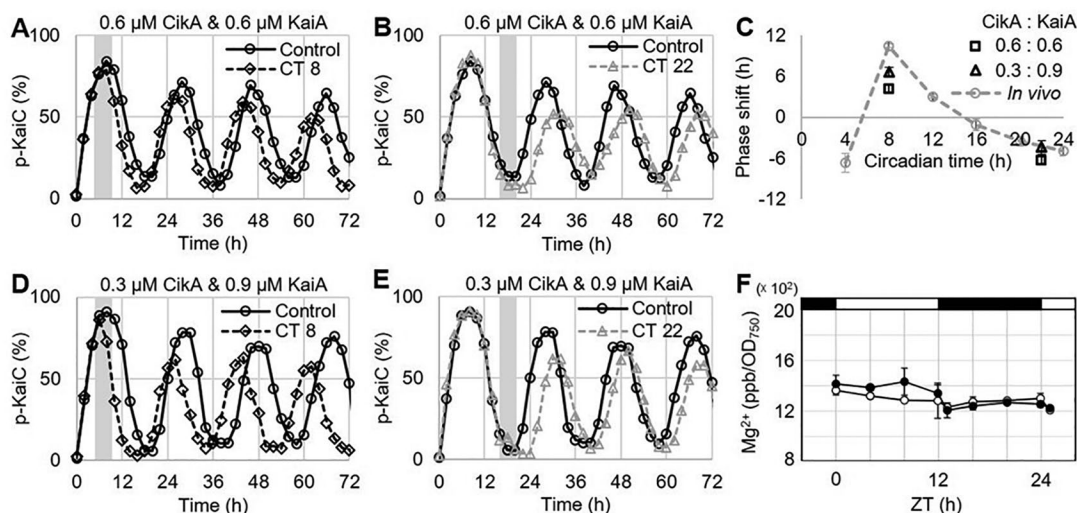 A
0.6 µM CikA & 0.6 µM KaiA
100
50
0
p-KaiC (%)
Control
CT 8
0 12 24 36 48 60 72
Time (h)
B
0.6 µM CikA & 0.6 µM KaiA
100
50
0
p-KaiC (%)
Control
CT 22
0 12 24 36 48 60 72
Time (h)
C
CikA : KaiA
0.6 : 0.6
0.3 : 0.9
In vivo
12
6
0
-6
-12
Phase shift (h)
0 4 8 12 16 20 24
Circadian time (h)
D
0.3 µM CikA & 0.9 µM KaiA
100
50
0
p-KaiC (%)
Control
CT 8
0 12 24 36 48 60 72
Time (h)
E
0.3 µM CikA & 0.9 µM KaiA
100
50
0
p-KaiC (%)
Control
CT 22
0 12 24 36 48 60 72
Time (h)
F
(x 10²)
20
16
14
12
8
Mg²⁺ (ppb/OD₇₅₀)
0 12 24
ZT (h)